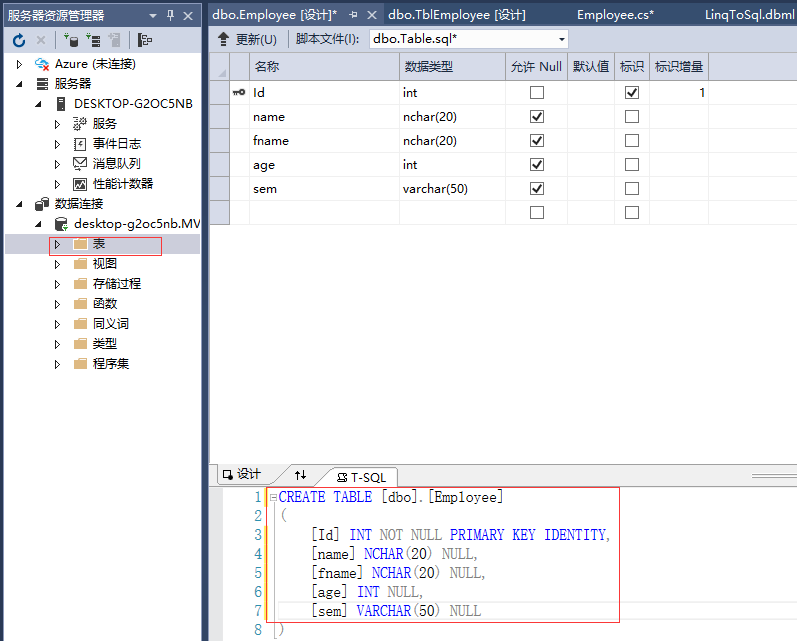 服务器资源管理器
Azure (未连接)
服务器
DESKTOP-G2OC5NB
服务
事件日志
消息队列
性能计数器
数据连接
desktop-g2oc5nb.MV
表
视图
存储过程
函数
同义词
类型
程序集
dbo.Employee [设计]* dbo.TblEmployee [设计] Employee.cs* LinqToSql.dbml
更新(U) 脚本文件(I): dbo.Table.sql*
名称 数据类型 允许 Null 默认值 标识 标识增量
Id int 1
name nchar(20)
fname nchar(20)
age int
sem varchar(50)
设计 T-SQL
1 CREATE TABLE [dbo].[Employee]
2 (
3 [Id] INT NOT NULL PRIMARY KEY IDENTITY,
4 [name] NCHAR(20) NULL,
5 [fname] NCHAR(20) NULL,
6 [age] INT NULL,
7 [sem] VARCHAR(50) NULL
8 )